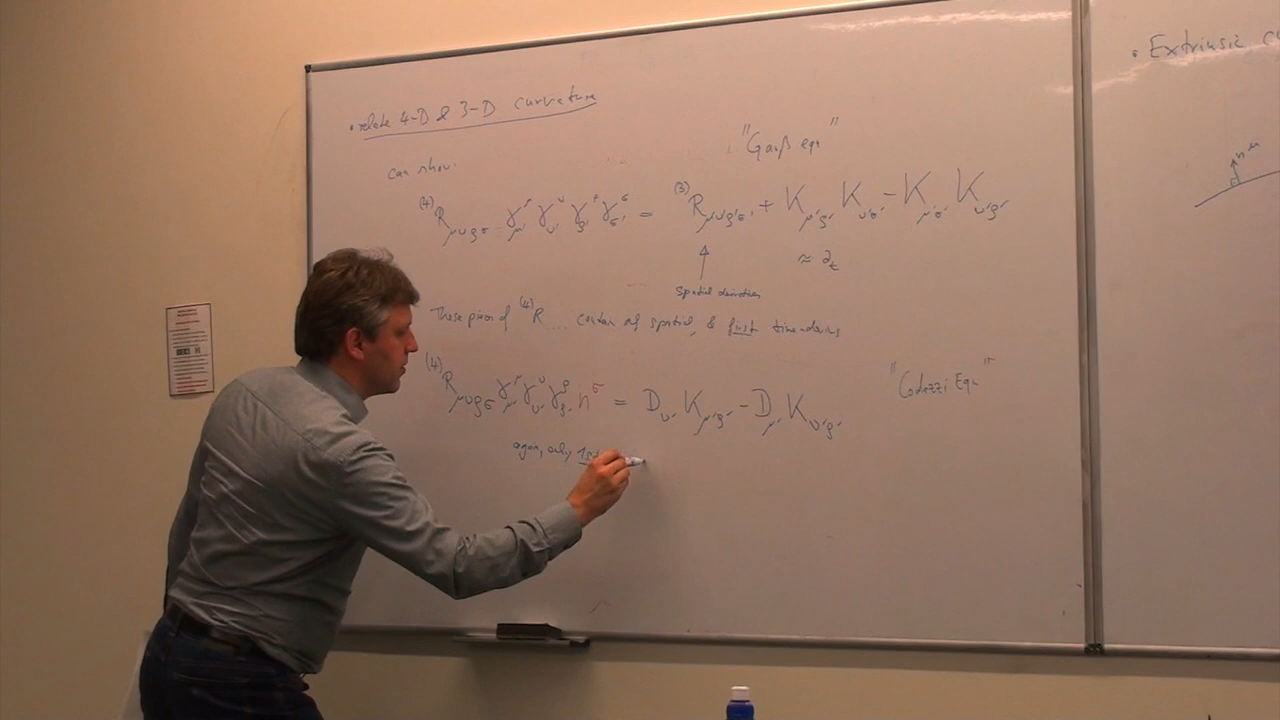 • relate 4-D & 3-D curvature
can show:
"Gauß eqn"
⁽⁴⁾R_μνρσ γ^μ_μ' γ^ν_ν' γ^ρ_ρ' γ^σ_σ' = ⁽³⁾R_μ'ν'ρ'σ' + K_μ'ρ' K_ν'σ' - K_μ'σ' K_ν'ρ'
≈ ∂_t
spatial derivatives
These pieces of ⁽⁴⁾R.... contain only spatial & first time-derivs
⁽⁴⁾R_μνρσ γ^μ_μ' γ^ν_ν' γ^ρ_ρ' n^σ = D_ν' K_μ'ρ' - D_μ' K_ν'ρ'
"Codazzi Eqn"
again, only 1st
• Extrinsic c
n^μ